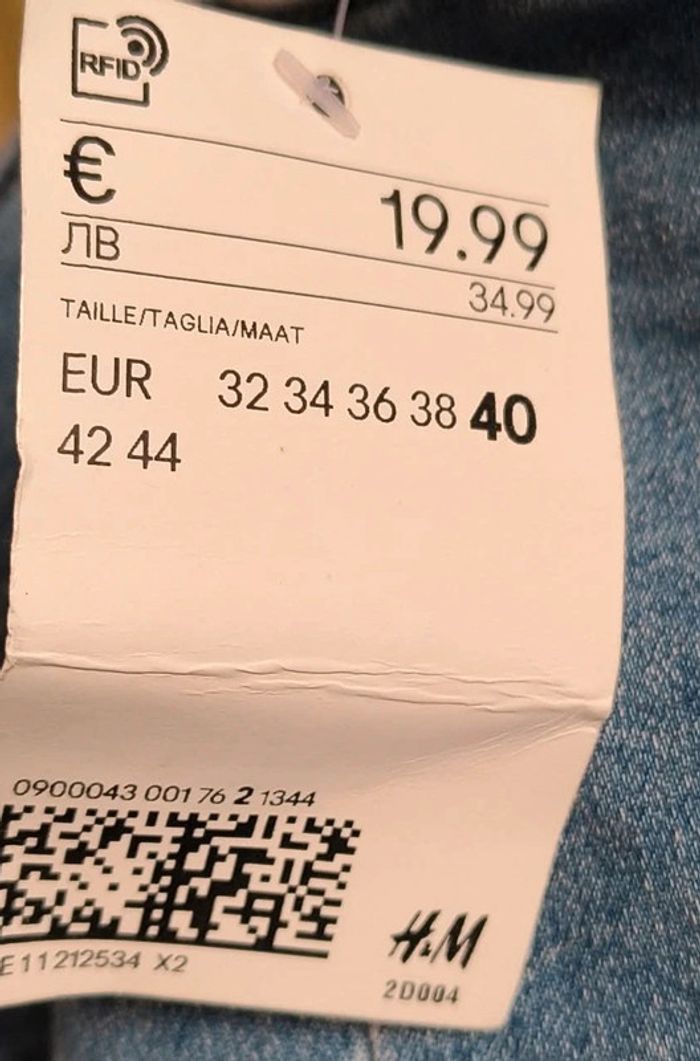 RFID
€ 19.99
ЛВ 34.99
TAILLE/TAGLIA/MAAT
EUR 32 34 36 38 40
42 44
0900043 001 76 2 1344
E 11212534 X2
H&M
2D004